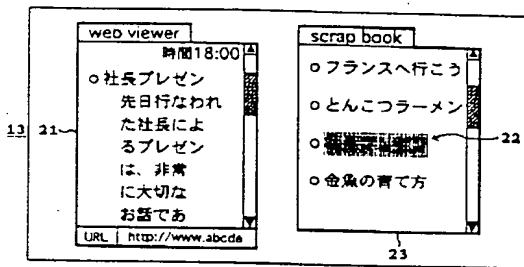 web viewer
時間18:00
○社長プレゼン
先日行なわれ
た社長によ
るプレゼン
は、非常
に大切な
お話であ
URL http://www.abcde
scrap book
○フランスへ行こう
○とんこつラーメン
○
○金魚の育て方
13
21
22
23